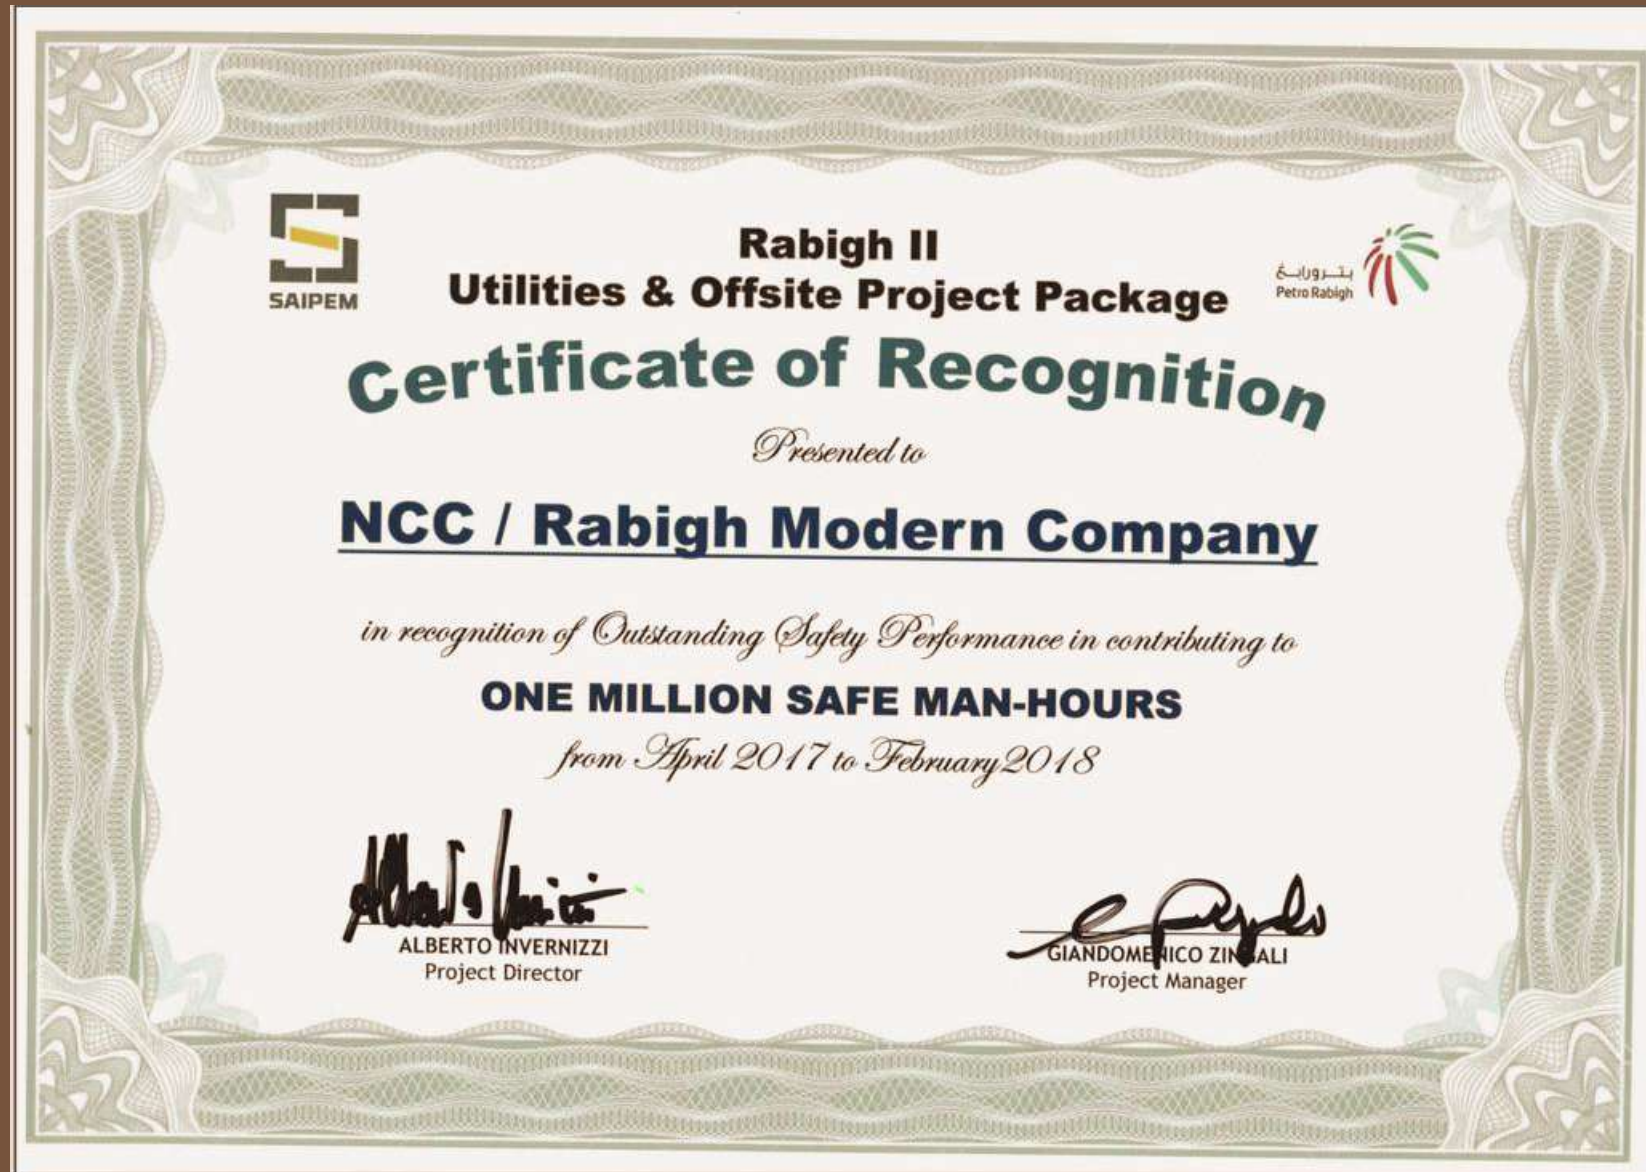 SAIPEM
Rabigh II
Utilities & Offsite Project Package
بترورابغ
Petro Rabigh
Certificate of Recognition
Presented to
NCC / Rabigh Modern Company
in recognition of Outstanding Safety Performance in contributing to
ONE MILLION SAFE MAN-HOURS
from April 2017 to February 2018
ALBERTO INVERNIZZI
Project Director
GIANDOMENICO ZINGALI
Project Manager